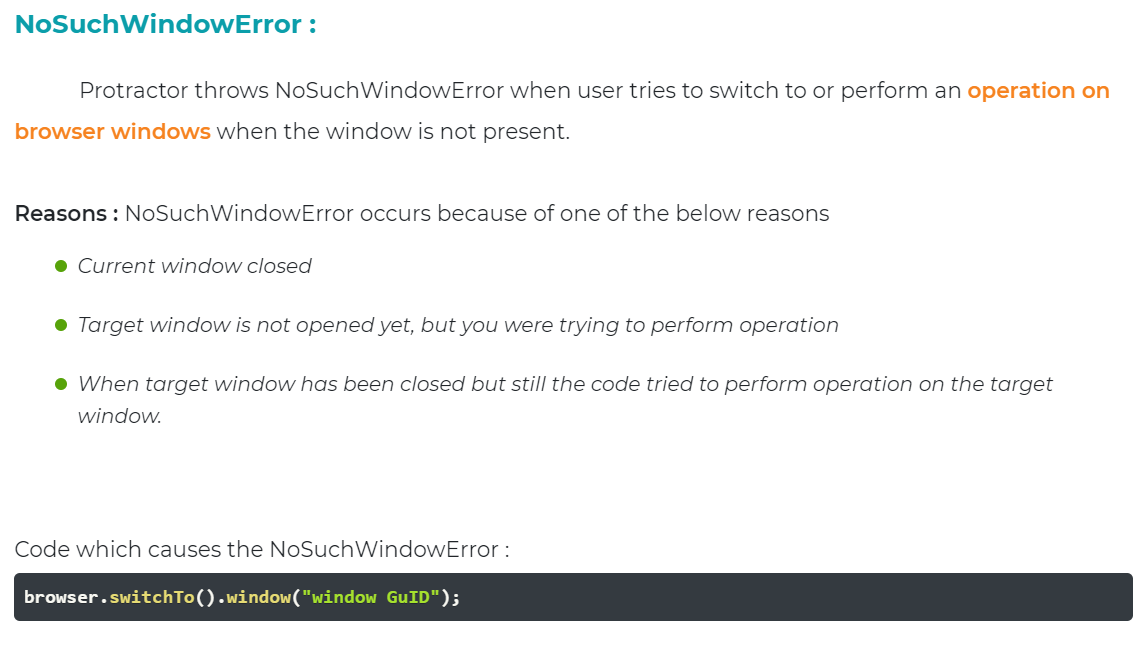 NoSuchWindowError :
Protractor throws NoSuchWindowError when user tries to switch to or perform an operation on
browser windows when the window is not present.
Reasons : NoSuchWindowError occurs because of one of the below reasons
Current window closed
Target window is not opened yet, but you were trying to perform operation
When target window has been closed but still the code tried to perform operation on the target
window.
Code which causes the NoSuchWindowError :
browser.switchTo().window("window GuID");